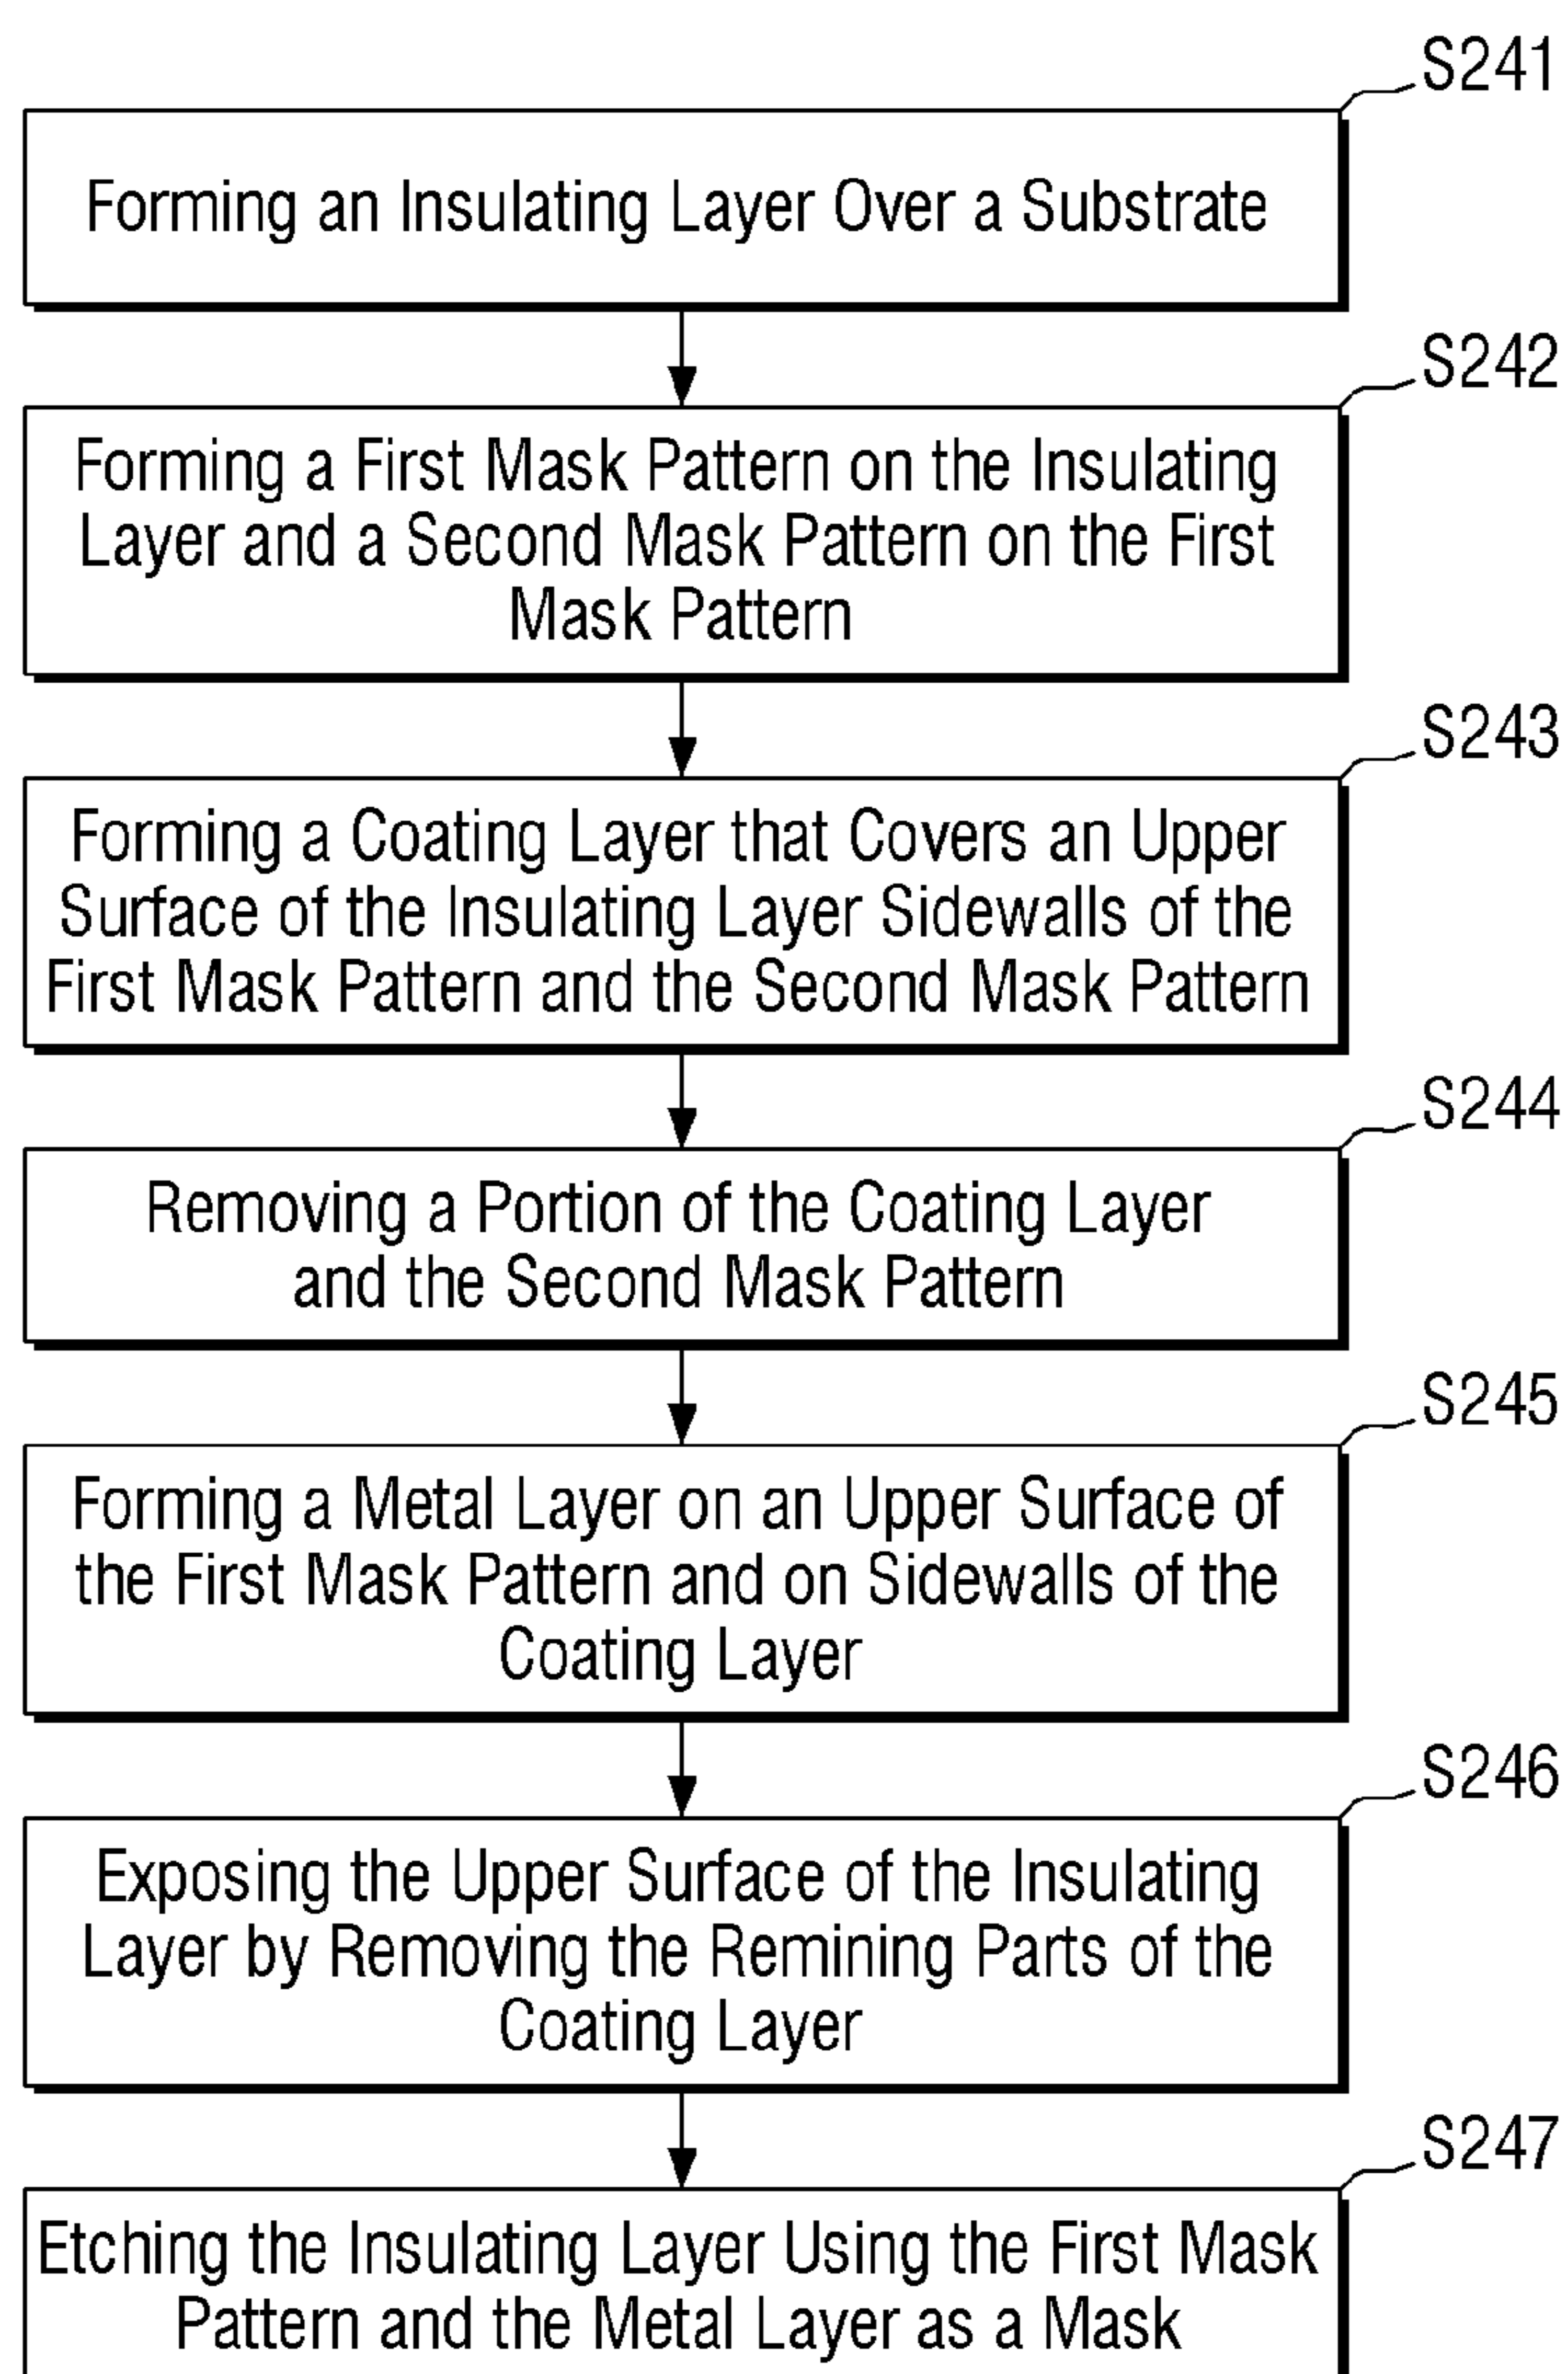 S241
Forming an Insulating Layer Over a Substrate
S242
Forming a First Mask Pattern on the Insulating
Layer and a Second Mask Pattern on the First
Mask Pattern
S243
Forming a Coating Layer that Covers an Upper
Surface of the Insulating Layer Sidewalls of the
First Mask Pattern and the Second Mask Pattern
S244
Removing a Portion of the Coating Layer
and the Second Mask Pattern
S245
Forming a Metal Layer on an Upper Surface of
the First Mask Pattern and on Sidewalls of the
Coating Layer
S246
Exposing the Upper Surface of the Insulating
Layer by Removing the Remining Parts of the
Coating Layer
S247
Etching the Insulating Layer Using the First Mask
Pattern and the Metal Layer as a Mask